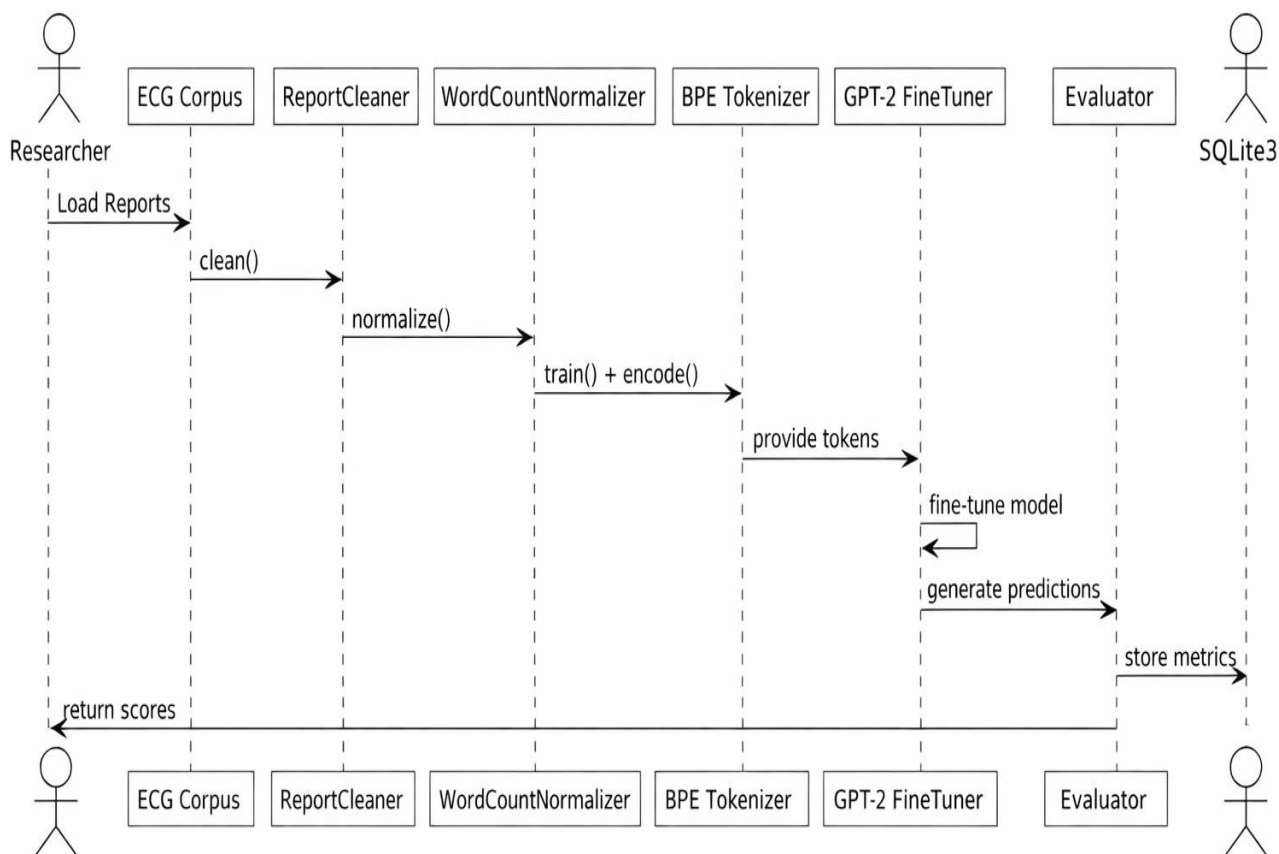 ECG Corpus
ReportCleaner
WordCountNormalizer
BPE Tokenizer
GPT-2 FineTuner
Evaluator
Researcher
SQLite3
Load Reports
clean()
normalize()
train() + encode()
provide tokens
fine-tune model
generate predictions
store metrics
return scores
ECG Corpus
ReportCleaner
WordCountNormalizer
BPE Tokenizer
GPT-2 FineTuner
Evaluator